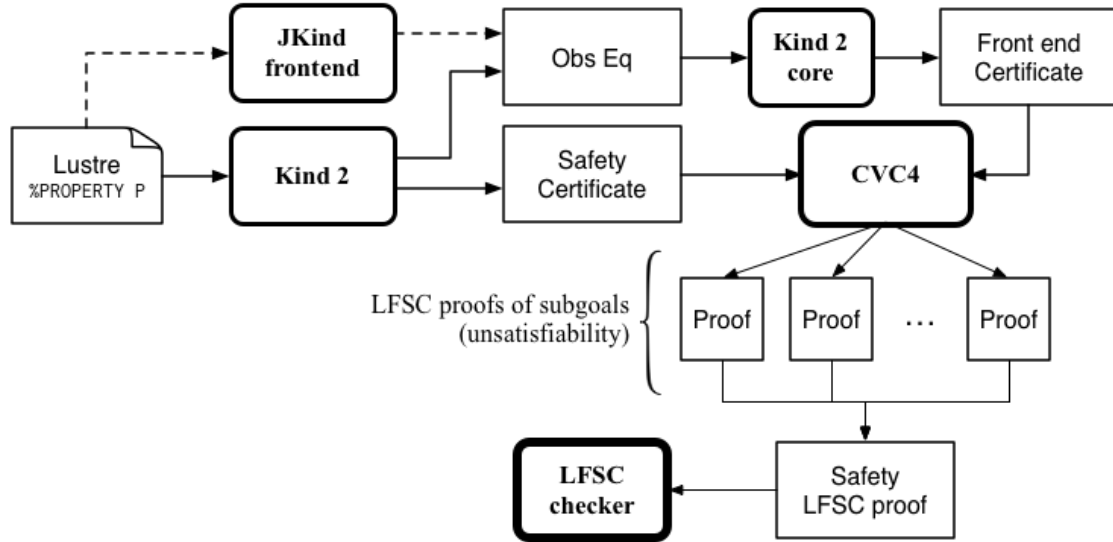 JKind
frontend
Obs Eq
Kind 2
core
Front end
Certificate
Lustre
%PROPERTY P
Kind 2
Safety
Certificate
CVC4
LFSC proofs of subgoals
(unsatisfiability)
Proof
Proof
...
Proof
LFSC
checker
Safety
LFSC proof